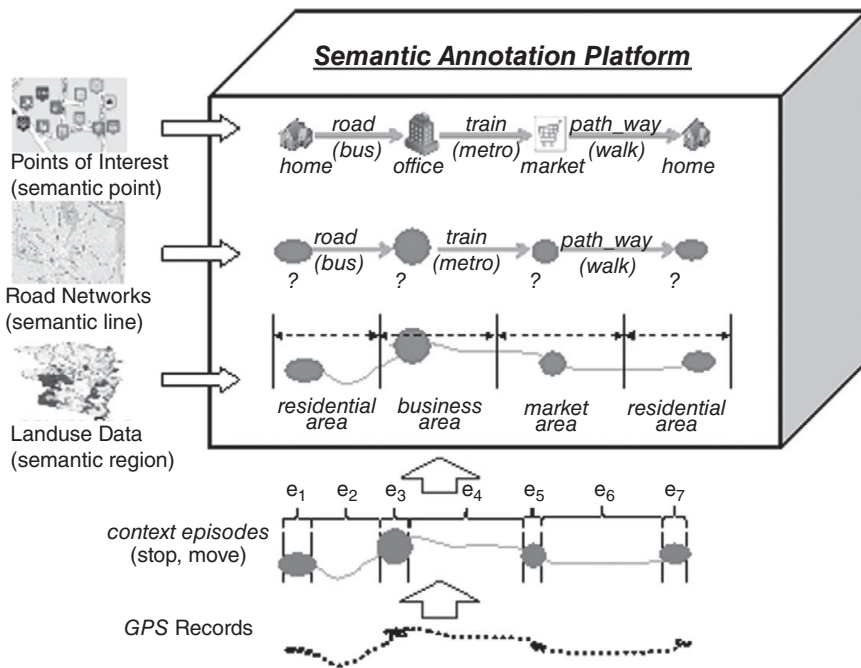 Semantic Annotation Platform
Points of Interest
(semantic point)
road
(bus)
train
(metro)
path_way
(walk)
home
office
market
home
Road Networks
(semantic line)
road
(bus)
train
(metro)
path_way
(walk)
?
?
?
?
Landuse Data
(semantic region)
residential
area
business
area
market
area
residential
area
e1
e2
e3
e4
e5
e6
e7
context episodes
(stop, move)
GPS Records